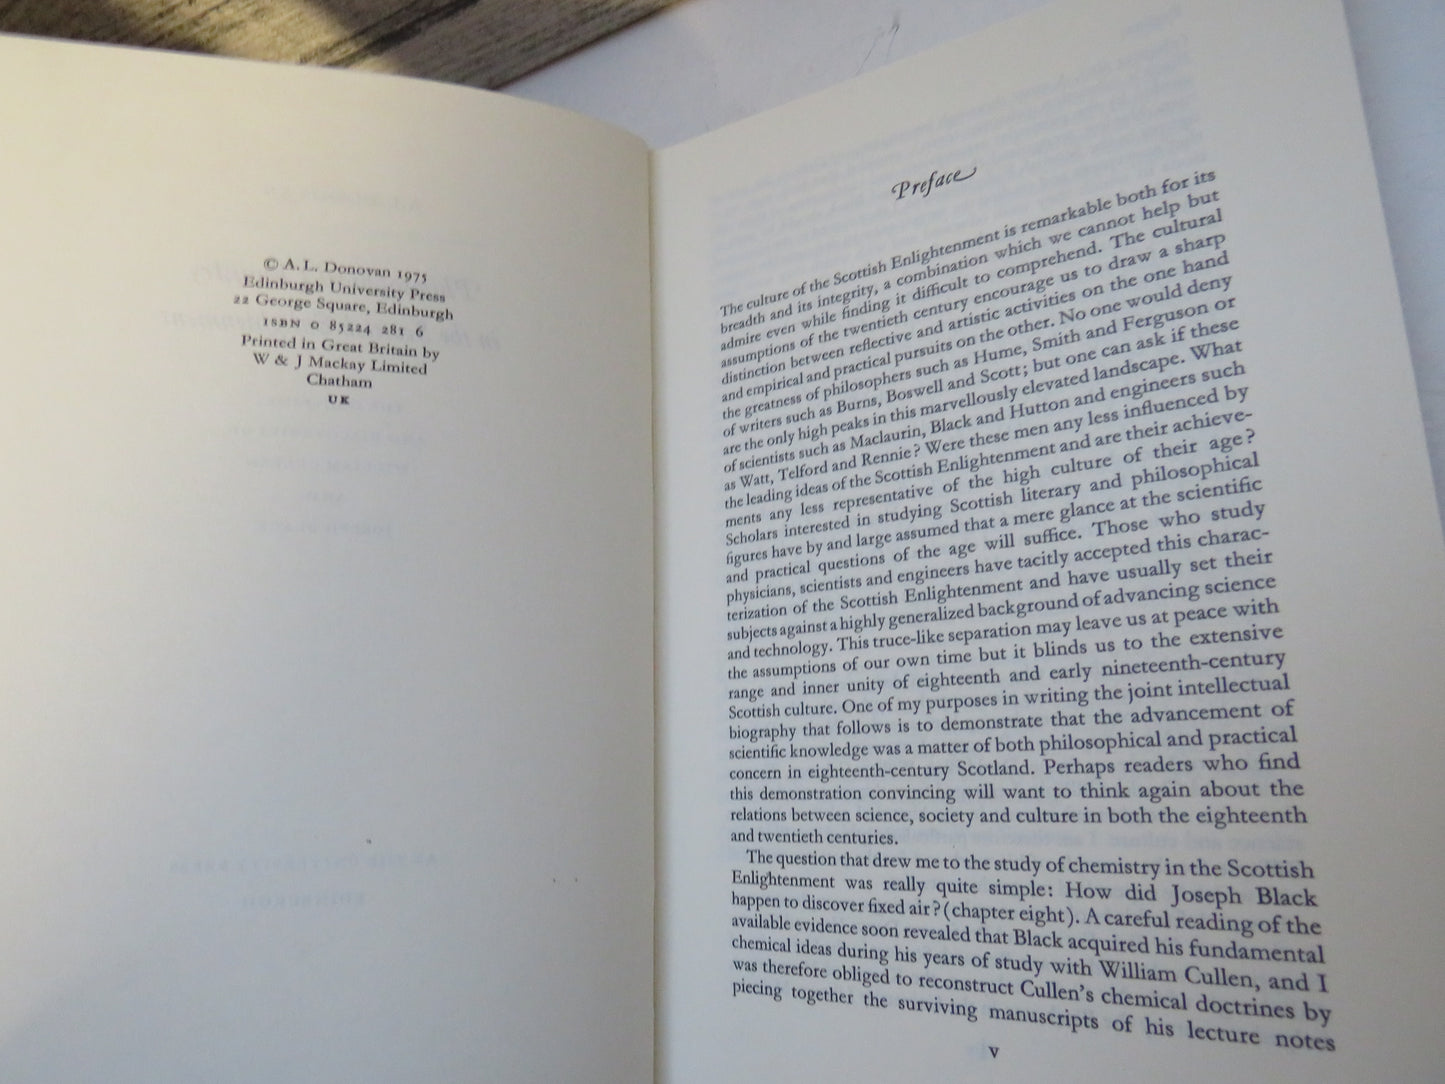 © A. L. Donovan 1975
Edinburgh University Press
22 George Square, Edinburgh
ISBN 0 85224 281 6
Printed in Great Britain by
W & J Mackay Limited
Chatham
UK
Preface
The culture of the Scottish Enlightenment is remarkable both for its
breadth and its integrity, a combination which we cannot help but
admire even while finding it difficult to comprehend. The cultural
assumptions of the twentieth century encourage us to draw a sharp
distinction between reflective and artistic activities on the one hand
and empirical and practical pursuits on the other. No one would deny
the greatness of philosophers such as Hume, Smith and Ferguson or
of writers such as Burns, Boswell and Scott; but one can ask if these
are the only high peaks in this marvellously elevated landscape. What
of scientists such as Maclaurin, Black and Hutton and engineers such
as Watt, Telford and Rennie? Were these men any less influenced by
the leading ideas of the Scottish Enlightenment and are their achieve-
ments any less representative of the high culture of their age?
Scholars interested in studying Scottish literary and philosophical
figures have by and large assumed that a mere glance at the scientific
and practical questions of the age will suffice. Those who study
physicians, scientists and engineers have tacitly accepted this charac-
terization of the Scottish Enlightenment and have usually set their
subjects against a highly generalized background of advancing science
and technology. This truce-like separation may leave us at peace with
the assumptions of our own time but it blinds us to the extensive
range and inner unity of eighteenth and early nineteenth-century
Scottish culture. One of my purposes in writing the joint intellectual
biography that follows is to demonstrate that the advancement of
scientific knowledge was a matter of both philosophical and practical
concern in eighteenth-century Scotland. Perhaps readers who find
this demonstration convincing will want to think again about the
relations between science, society and culture in both the eighteenth
and twentieth centuries.
The question that drew me to the study of chemistry in the Scottish
Enlightenment was really quite simple: How did Joseph Black
happen to discover fixed air? (chapter eight). A careful reading of the
available evidence soon revealed that Black acquired his fundamental
chemical ideas during his years of study with William Cullen, and I
was therefore obliged to reconstruct Cullen's chemical doctrines by
piecing together the surviving manuscripts of his lecture notes
v